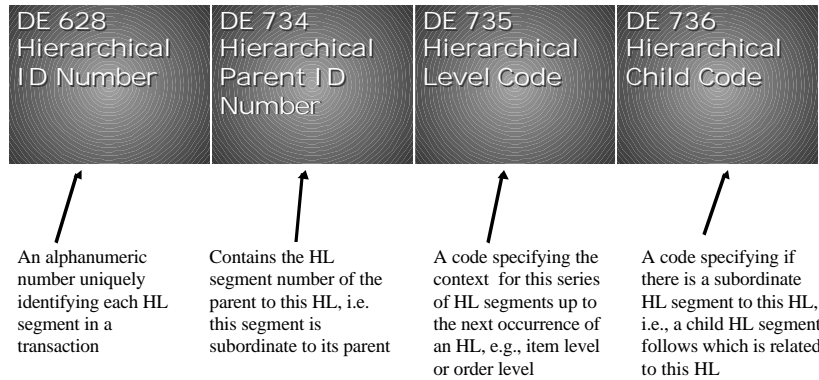 DE 628
Hierarchical
ID Number
DE 734
Hierarchical
Parent ID
Number
DE 735
Hierarchical
Level Code
DE 736
Hierarchical
Child Code
An alphanumeric
number uniquely
identifying each HL
segment in a
transaction
Contains the HL
segment number of the
parent to this HL, i.e.
this segment is
subordinate to its parent
A code specifying the
context for this series
of HL segments up to
the next occurrence of
an HL, e.g., item level
or order level
A code specifying if
there is a subordinate
HL segment to this HL,
i.e., a child HL segment
follows which is related
to this HL